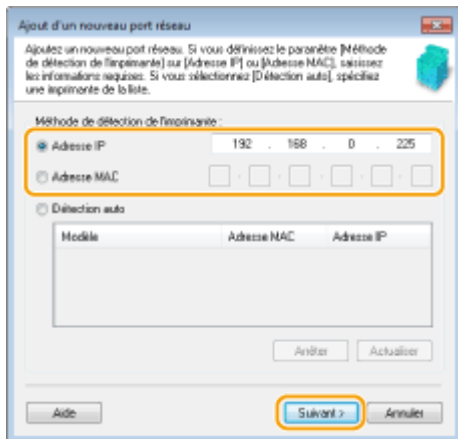 Ajout d'un nouveau port réseau
Ajoutez un nouveau port réseau. Si vous définissez le paramètre [Méthode
de détection de l'imprimante] sur [Adresse IP] ou [Adresse MAC], saisissez
les informations requises. Si vous sélectionnez [Détection auto], spécifiez
une imprimante de la liste.
Méthode de détection de l'imprimante :
Adresse IP 192 . 168 . 0 . 225
Adresse MAC - - - - -
Détection auto
Modèle Adresse MAC Adresse IP
Arrêter Actualiser
Aide Suivant > Annuler